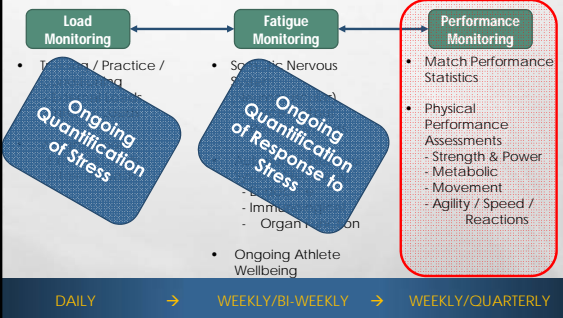 Load
Monitoring
Fatigue
Monitoring
Performance
Monitoring
/ Practice /
Ongoing
Quantification
of Stress
Nervous
Ongoing
Quantification
of Response to
Stress
- 
- 
- Organ
• Ongoing Athlete
Wellbeing
• Match Performance
Statistics
• Physical
Performance
Assessments
- Strength & Power
- Metabolic
- Movement
- Agility / Speed /
Reactions
DAILY → WEEKLY/BI-WEEKLY → WEEKLY/QUARTERLY